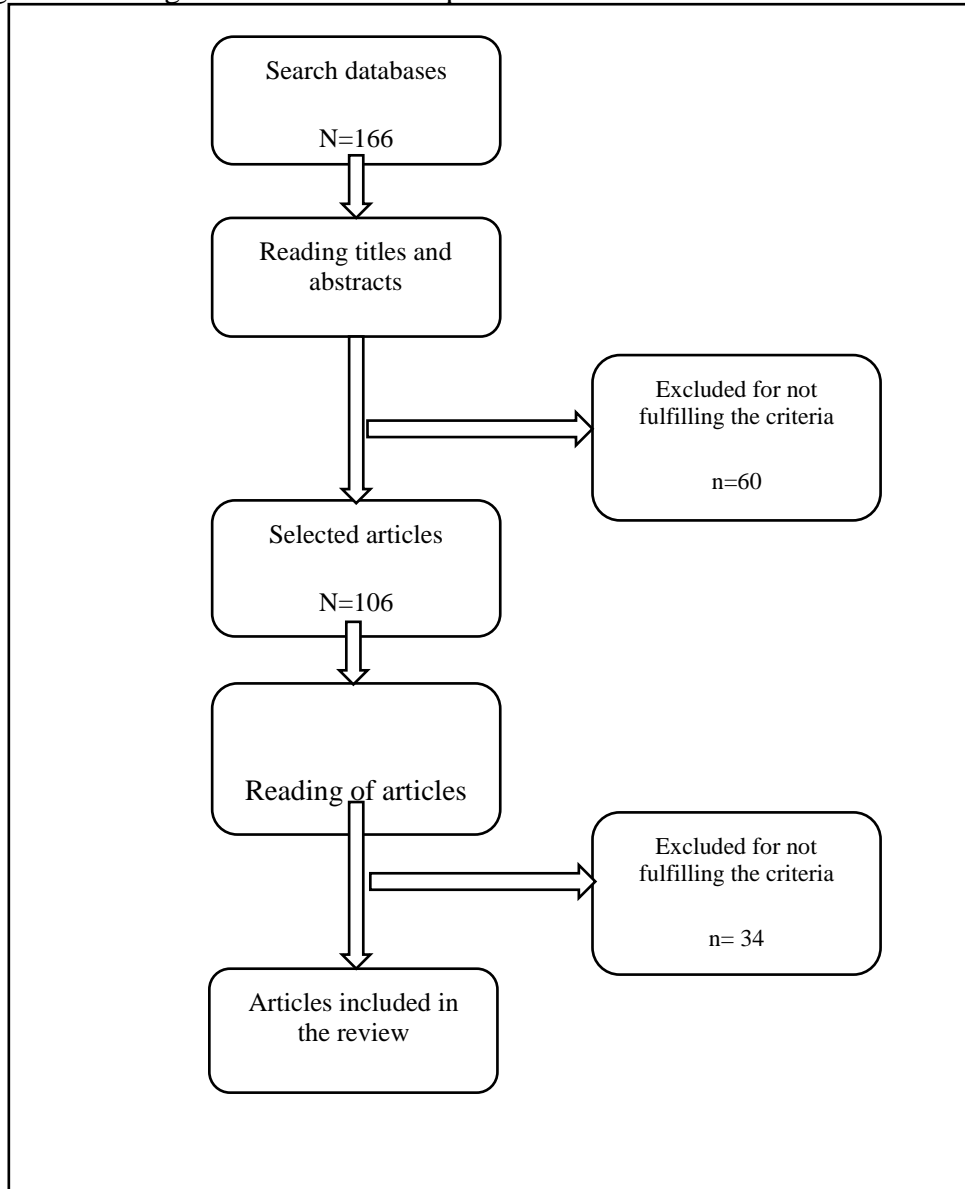 Search databases
N=166
Reading titles and
abstracts
Excluded for not
fulfilling the criteria
n=60
Selected articles
N=106
Reading of articles
Excluded for not
fulfilling the criteria
n= 34
Articles included in
the review